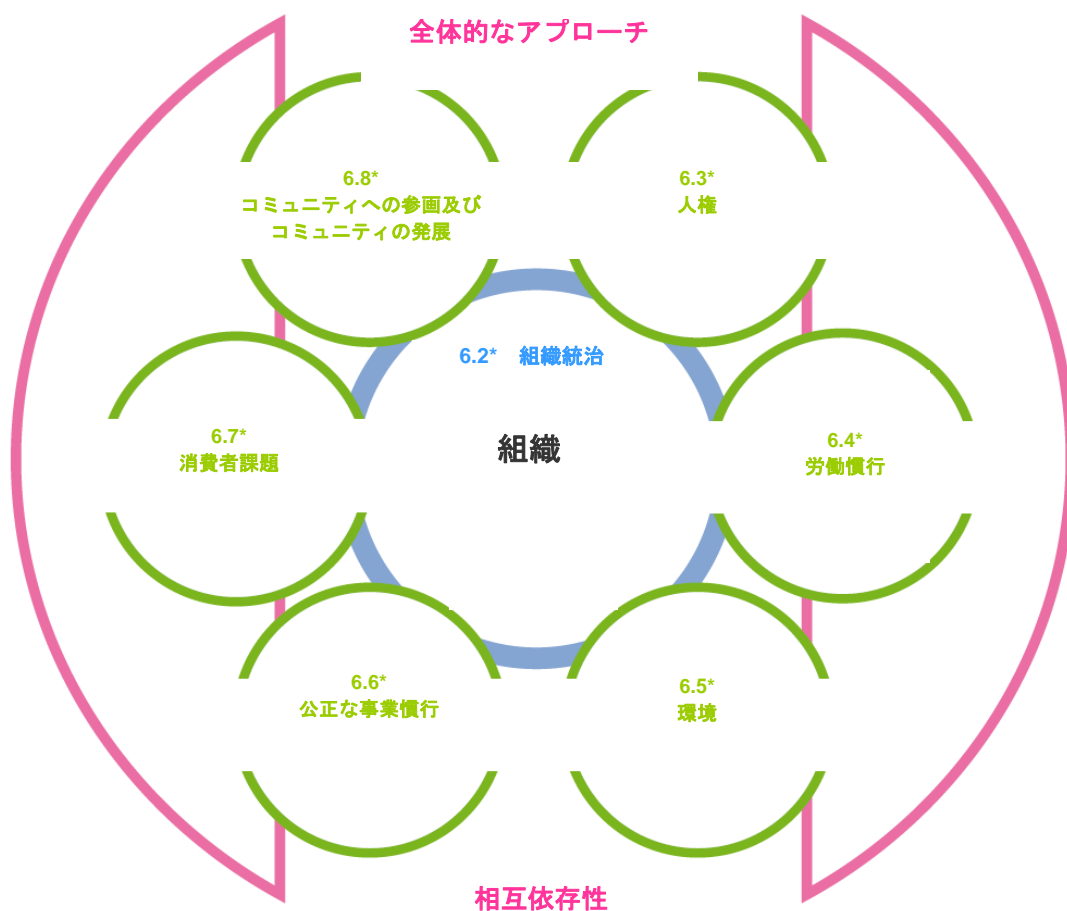 全体的なアプローチ
6.8*
コミュニティへの参画及び
コミュニティの発展
6.3*
人権
6.2* 組織統治
組織
6.7*
消費者課題
6.4*
労働慣行
6.6*
公正な事業慣行
6.5*
環境
相互依存性